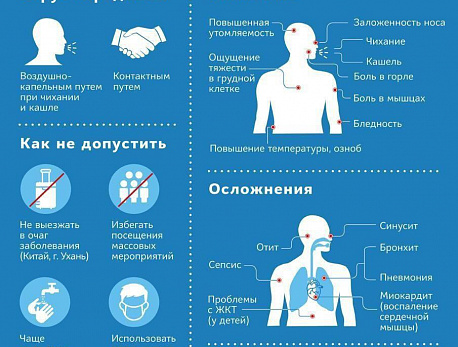 Воздушно-
капельным путем
при чихании
и кашле
Контактным
путем
Как не допустить
Не выезжать
в очаг
заболевания
(Китай, г. Ухань)
Избегать
посещения
массовых
мероприятий
Чаще
Использовать
Повышенная
утомляемость
Ощущение
тяжести
в грудной
клетке
Заложенность носа
Чихание
Кашель
Боль в горле
Боль в мышцах
Бледность
Повышение температуры, озноб
Осложнения
Отит
Сепсис
Проблемы
с ЖКТ
(у детей)
Синусит
Бронхит
Пневмония
Миокардит
(воспаление
сердечной
мышцы)